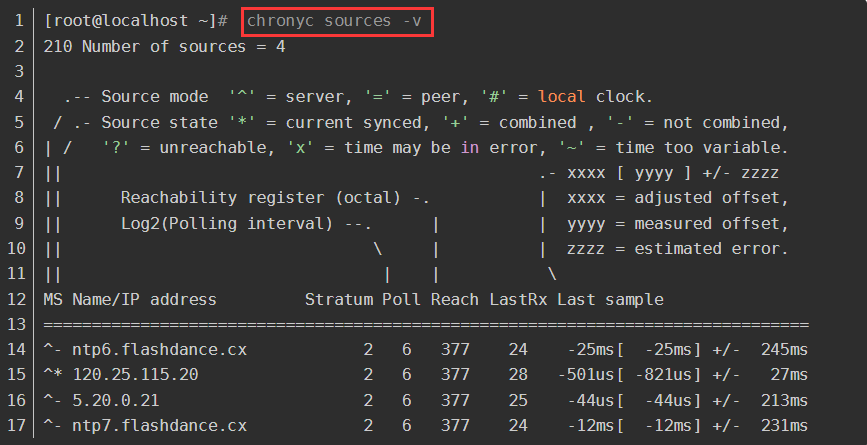 1 [root@localhost ~]# chronyc sources -v
2 210 Number of sources = 4
3
4   .-- Source mode  '^' = server, '=' = peer, '#' = local clock.
5  / .- Source state '*' = current synced, '+' = combined , '-' = not combined,
6 | /   '?' = unreachable, 'x' = time may be in error, '~' = time too variable.
7 ||                                                 .- xxxx [ yyyy ] +/- zzzz
8 ||      Reachability register (octal) -.           |  xxxx = adjusted offset,
9 ||      Log2(Polling interval) --.      |          |  yyyy = measured offset,
10 ||                                \     |          |  zzzz = estimated error.
11 ||                                 |    |           \
12 MS Name/IP address         Stratum Poll Reach LastRx Last sample
13 ===============================================================================
14 ^- ntp6.flashdance.cx            2   6   377    24    -25ms[  -25ms] +/-  245ms
15 ^* 120.25.115.20                 2   6   377    28   -501us[ -821us] +/-   27ms
16 ^- 5.20.0.21                     2   6   377    25    -44us[  -44us] +/-  213ms
17 ^- ntp7.flashdance.cx            2   6   377    24    -12ms[  -12ms] +/-  231ms